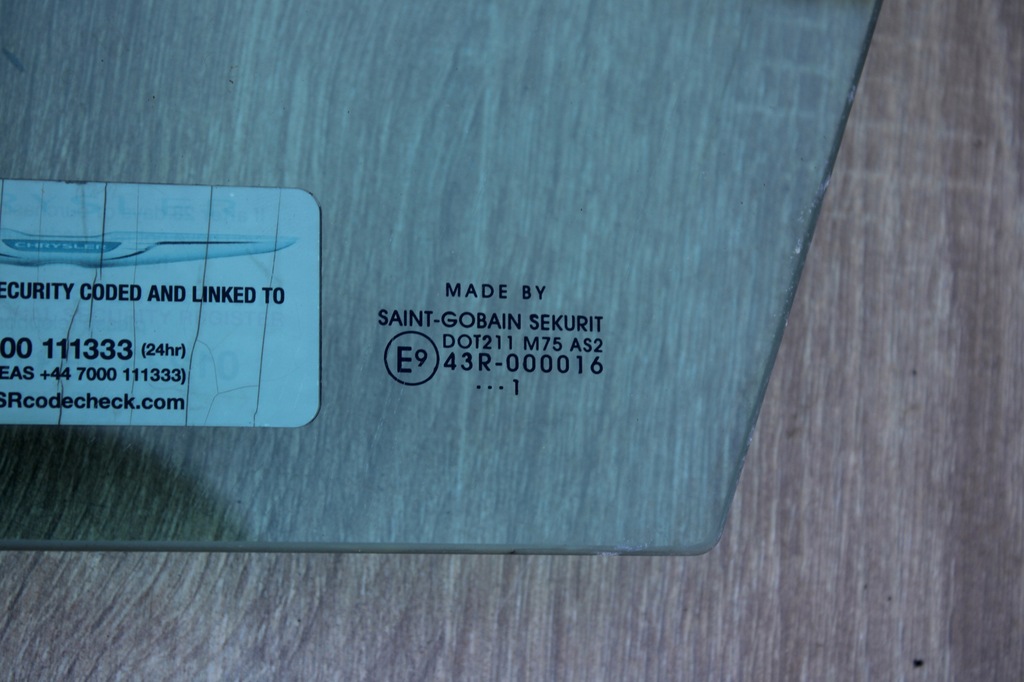 CHRYSLER
ECURITY CODED AND LINKED TO
00 111333 (24hr)
EAS +44 7000 111333)
SRcodecheck.com
MADE BY
SAINT-GOBAIN SEKURIT
DOT211 M75 AS2
E9 43R-000016
...1